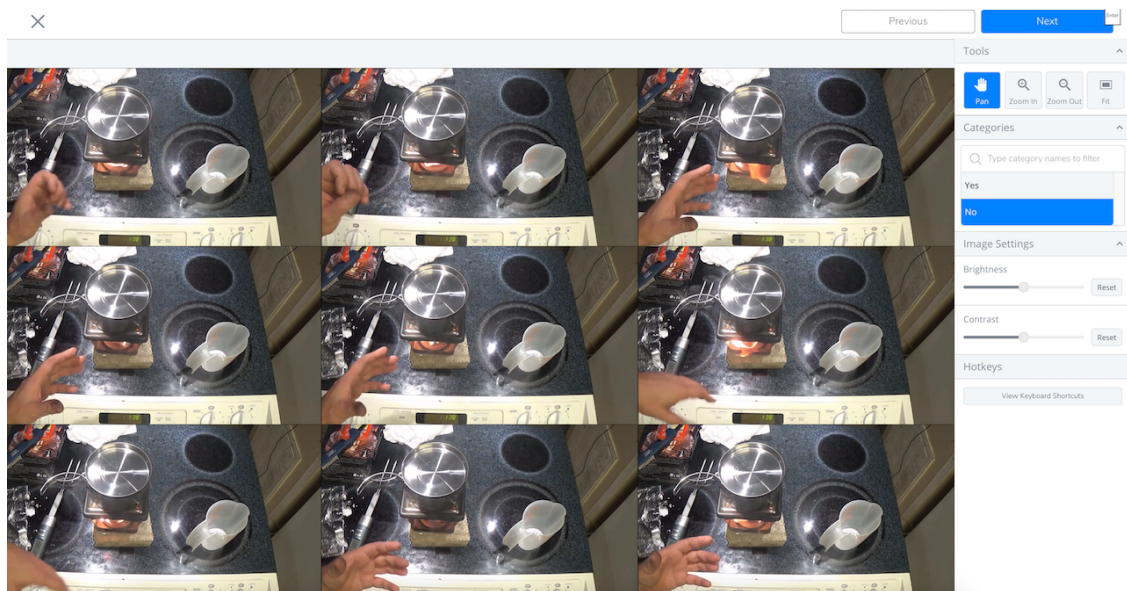 Previous
Next
Enter
Tools
Pan
Zoom In
Zoom Out
Fit
Categories
Type category names to filter
Yes
No
Image Settings
Brightness
Reset
Contrast
Reset
Hotkeys
View Keyboard Shortcuts